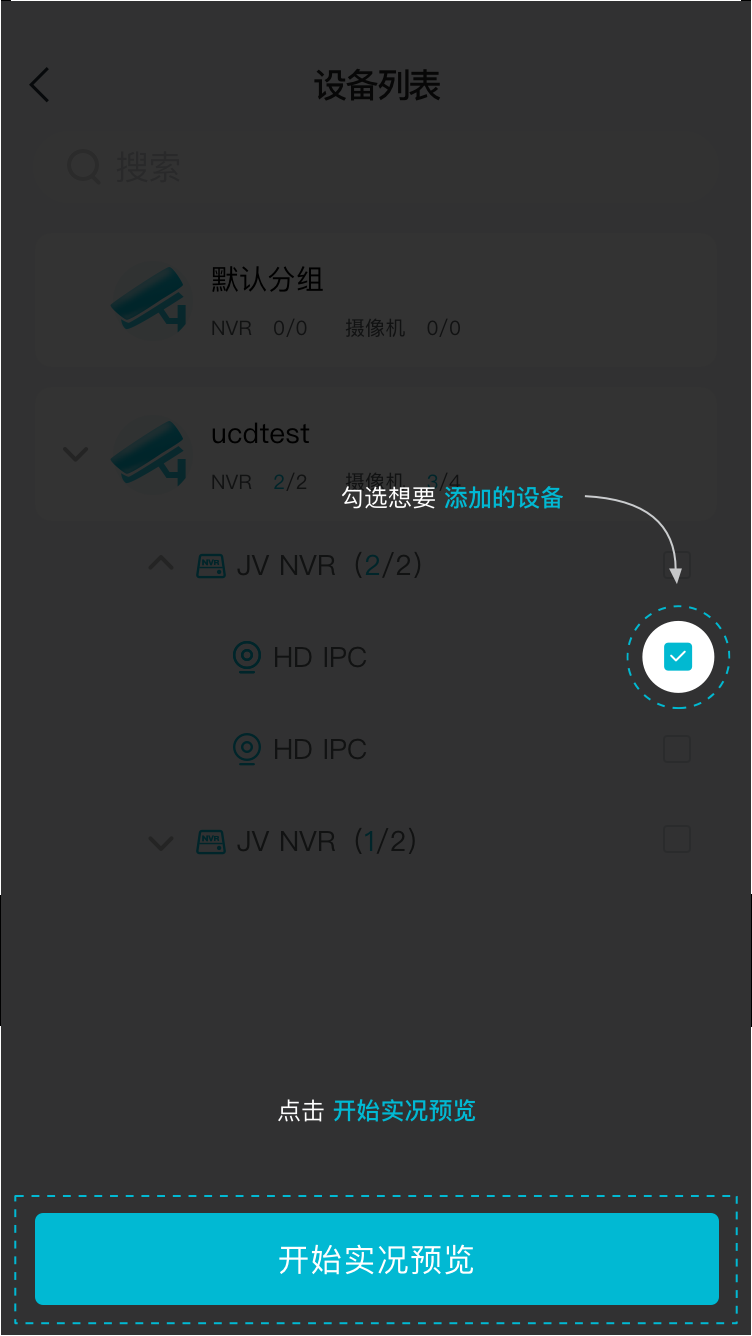 设备列表
搜索
默认分组
NVR 0/0 摄像机 0/0
ucdtest
NVR 2/2 摄像机 3/4
勾选想要 添加的设备
NVR JV NVR（2/2）
HD IPC
HD IPC
NVR JV NVR（1/2）
点击 开始实况预览
开始实况预览